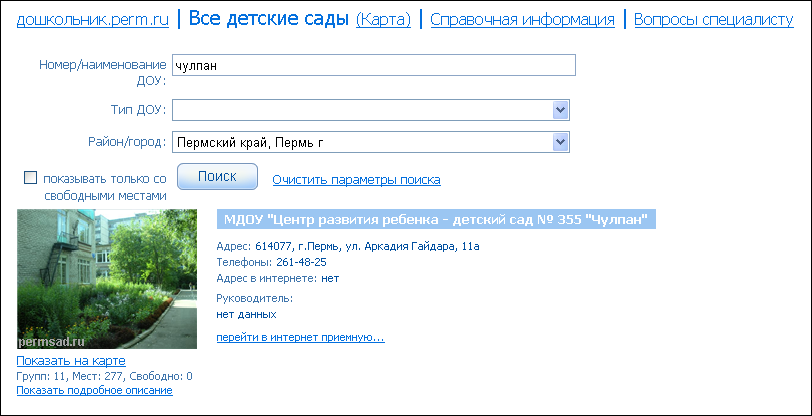 дошкольник.perm.ru | Все детские сады (Карта) | Справочная информация | Вопросы специалисту
Номер/наименование ДОУ: чулпан
Тип ДОУ:
Район/город: Пермский край, Пермь г
показывать только со свободными местами
Поиск
Очистить параметры поиска
МДОУ "Центр развития ребенка - детский сад № 355 "Чулпан"
Адрес: 614077, г.Пермь, ул. Аркадия Гайдара, 11а
Телефоны: 261-48-25
Адрес в интернете: нет
Руководитель:
нет данных
перейти в интернет приемную...
permsad.ru
Показать на карте
Групп: 11, Мест: 277, Свободно: 0
Показать подробное описание